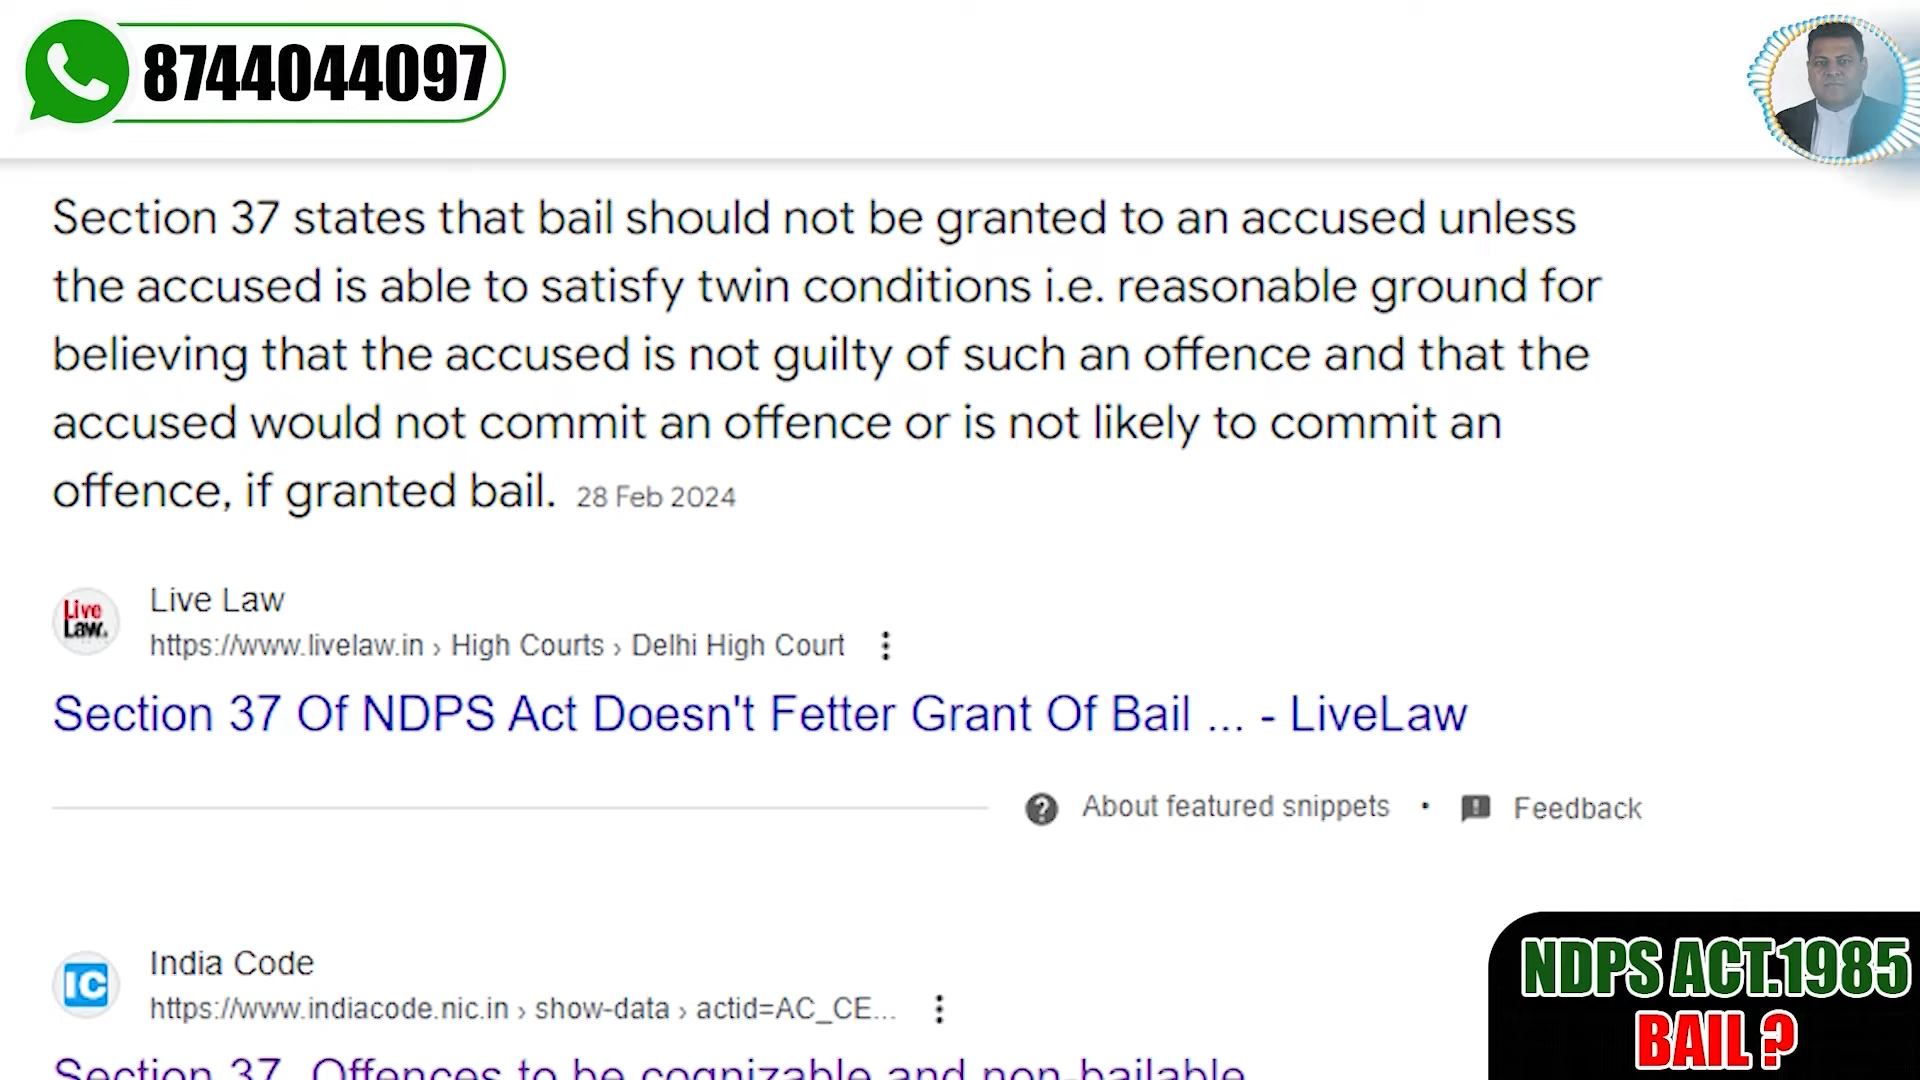 8744044097
Section 37 states that bail should not be granted to an accused unless
the accused is able to satisfy twin conditions i.e. reasonable ground for
believing that the accused is not guilty of such an offence and that the
accused would not commit an offence or is not likely to commit an
offence, if granted bail. 28 Feb 2024
Live Law.
Live Law
https://www.livelaw.in › High Courts › Delhi High Court
Section 37 Of NDPS Act Doesn't Fetter Grant Of Bail ... - LiveLaw
About featured snippets • Feedback
IC
India Code
https://www.indiacode.nic.in › show-data › actid=AC_CE...
Section 37. Offences to be cognizable and non-bailable
NDPS ACT.1985
BAIL ?